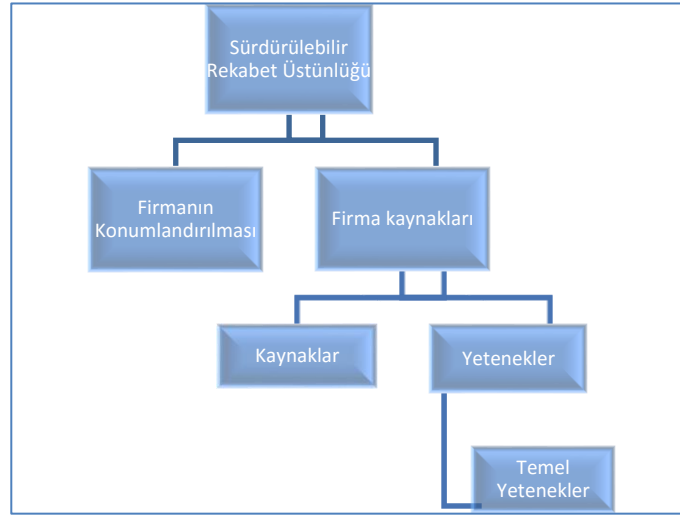 Sürdürülebilir
Rekabet Üstünlüğü
Firmanın
Konumlandırılması
Firma kaynakları
Kaynaklar
Yetenekler
Temel
Yetenekler